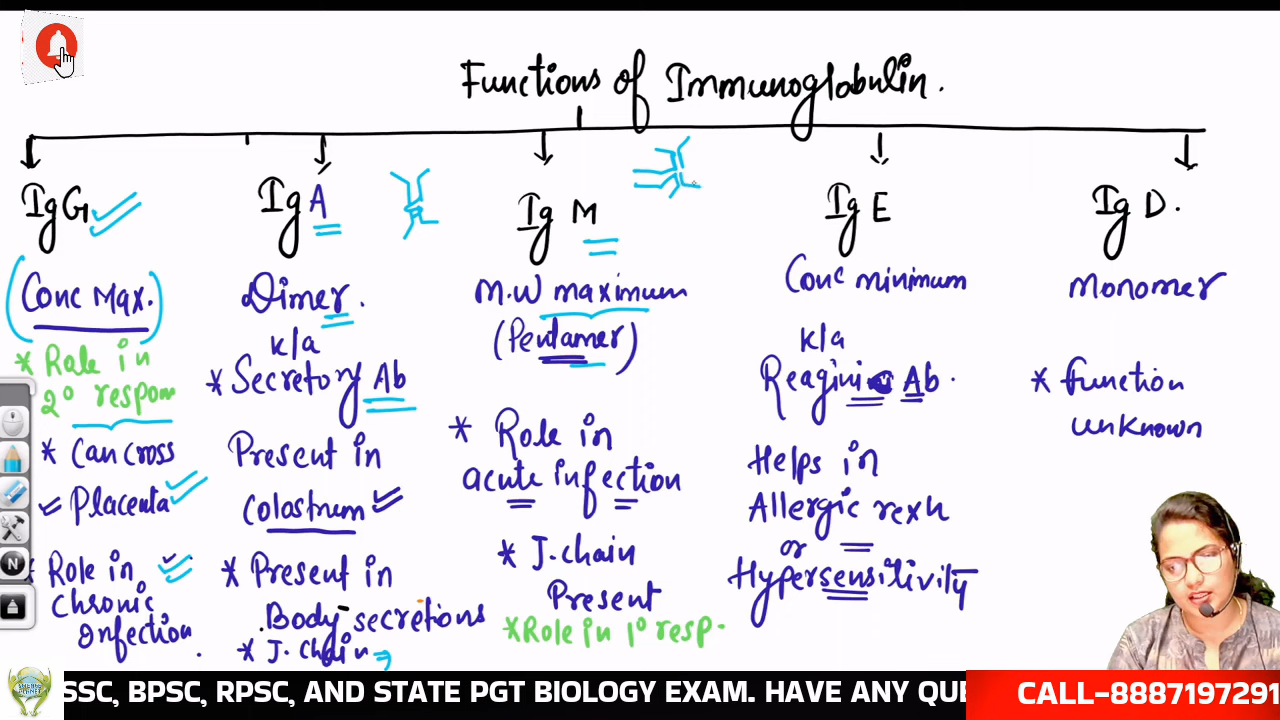 Functions of Immunoglobulin.
IgG
Conc Max.
* Role in
2° respon
* Can cross
Placenta
* Role in
Chronic
Infection.
Ig A
Dimer.
k/a
* Secretory Ab
Present in
Colostrum
* Present in
Body secretions
* J. chain
Ig M
M.W maximum
(Pentamer)
* Role in
acute infection
* J. chain
Present
* Role in 1° resp.
Ig E
Conc minimum
k/a
Ab.
Helps in
Allergic rexn
or
Hypersensitivity
Ig D.
Monomer
* function
unknown
N
SSC, BPSC, RPSC, AND STATE PGT BIOLOGY EXAM. HAVE ANY QUE
CALL-8887197291